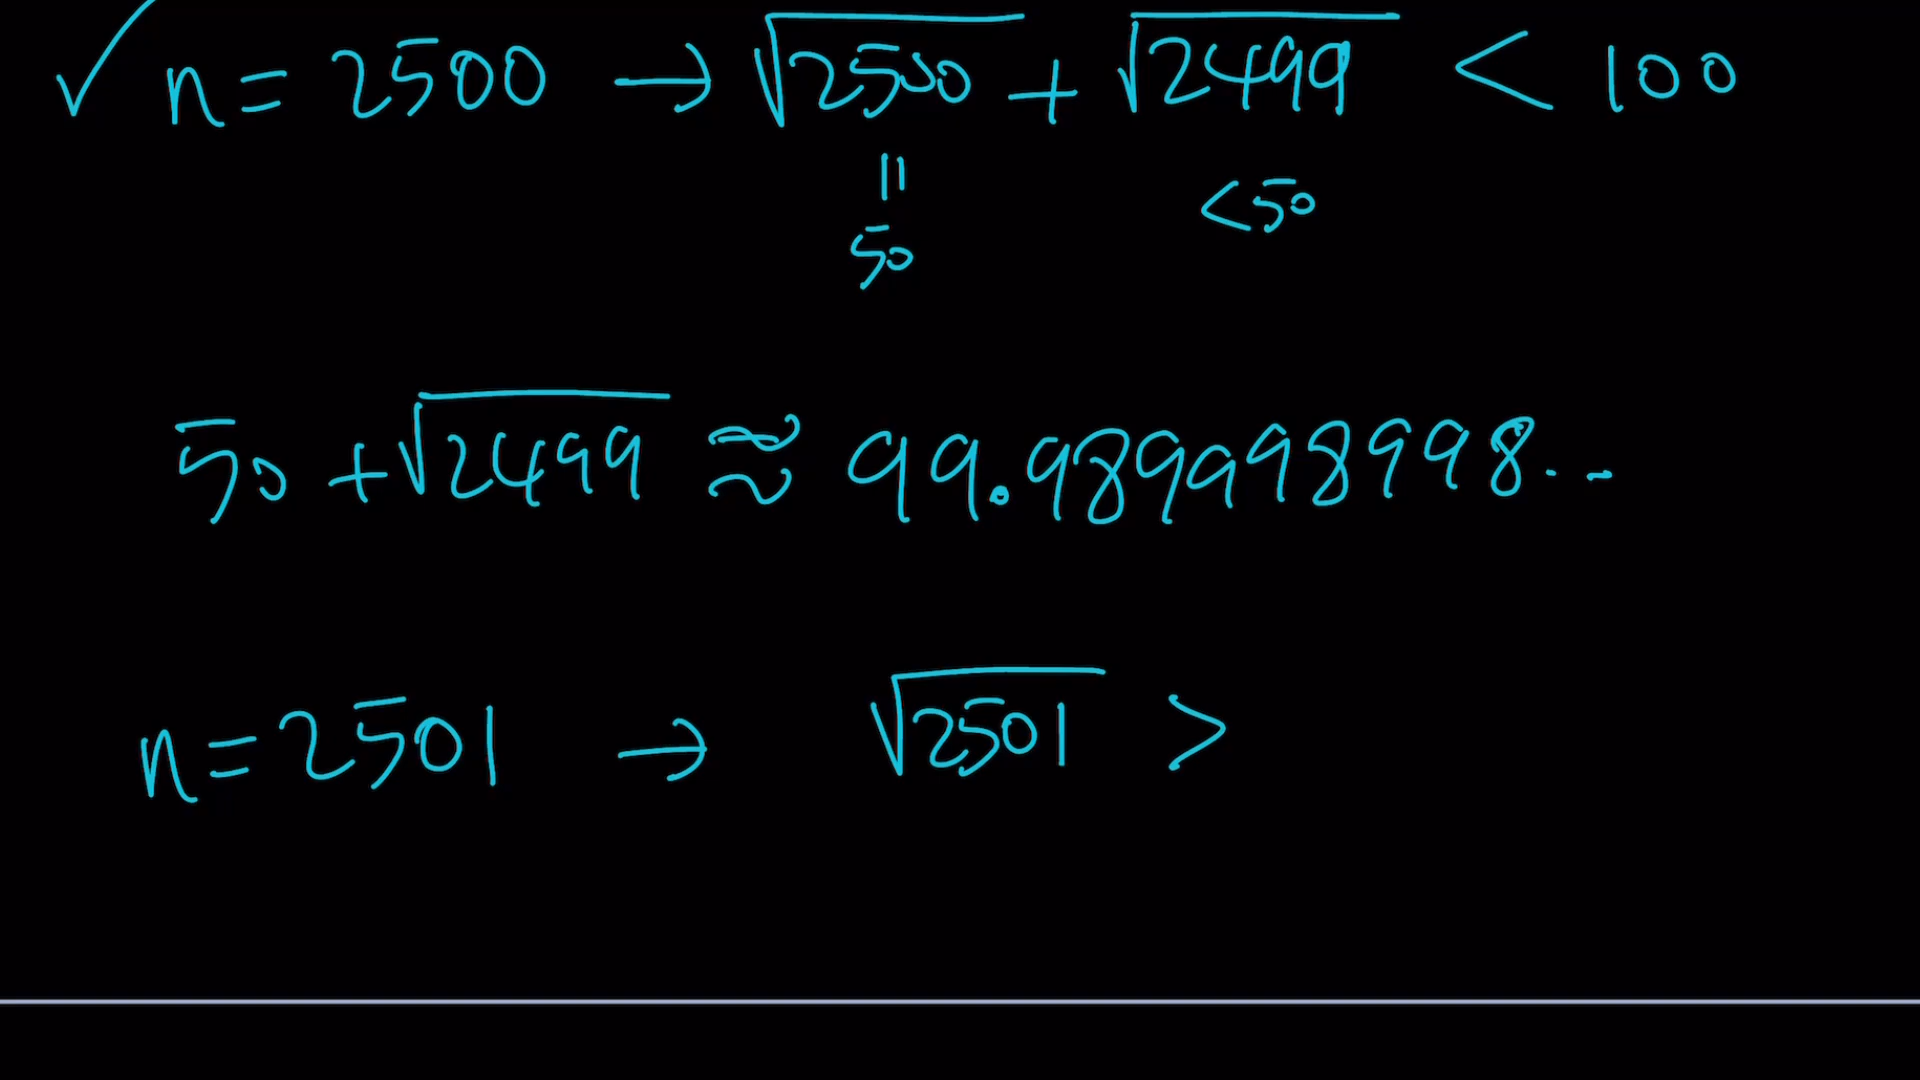 ✓ n = 2500 → √2500 + √2499 < 100
= 50 < 50
50 + √2499 ≈ 99.989998998...
n = 2501 → √2501 >